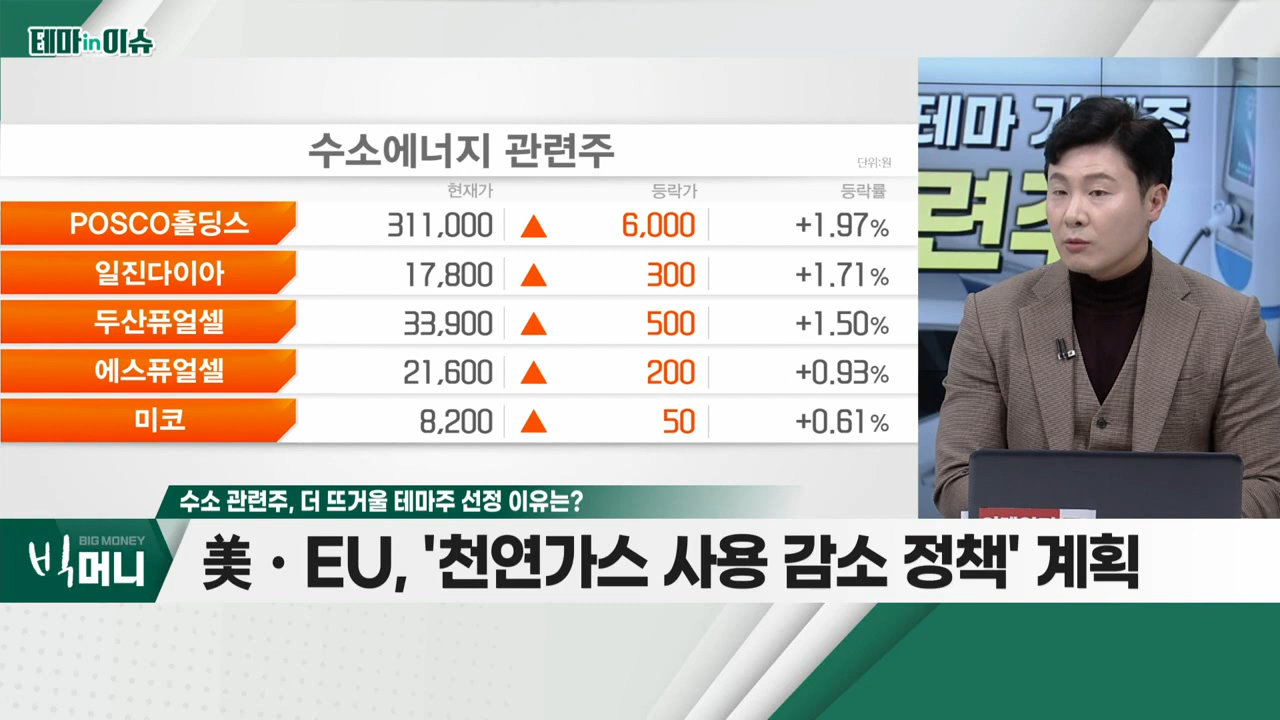 테마in이슈
수소에너지 관련주
단위:원
현재가 등락가 등락률
POSCO홀딩스 311,000 ▲ 6,000 +1.97%
일진다이아 17,800 ▲ 300 +1.71%
두산퓨얼셀 33,900 ▲ 500 +1.50%
에스퓨얼셀 21,600 ▲ 200 +0.93%
미코 8,200 ▲ 50 +0.61%
테마
련주
수소 관련주, 더 뜨거울 테마주 선정 이유는?
BIG MONEY
빅머니
美·EU, '천연가스 사용 감소 정책' 계획